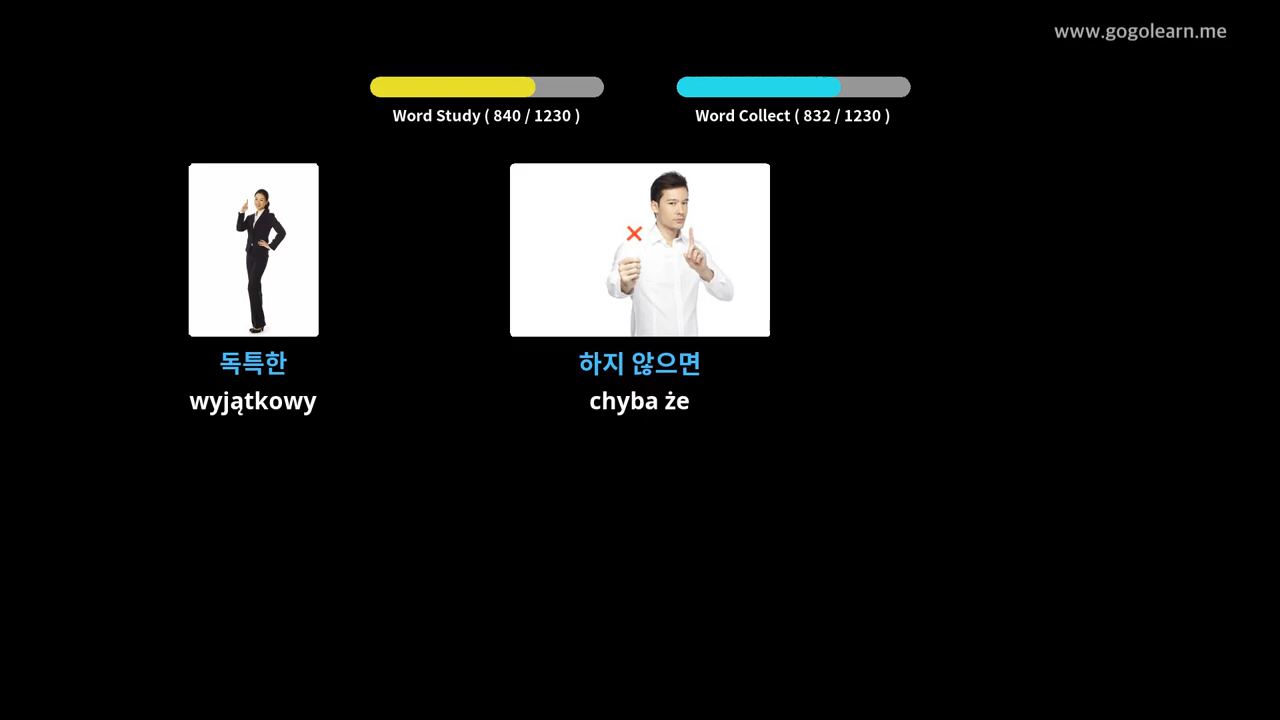 www.gogolearn.me
Word Study ( 840 / 1230 )
Word Collect ( 832 / 1230 )
독특한
wyjątkowy
하지 않으면
chyba że